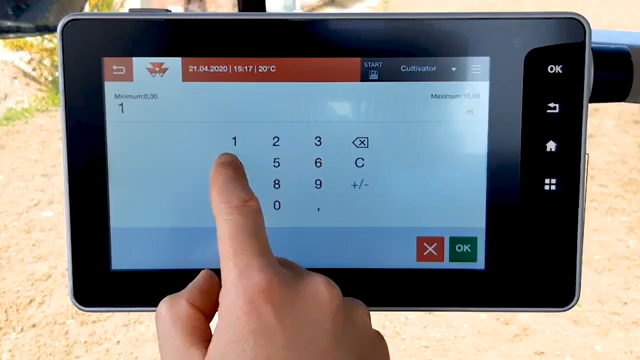 21.04.2020 | 15:17 | 20°C
START
Cultivator
Minimum:0,00
Maximum:10,00
1
m
1 2 3
5 6 C
8 9 +/-
0 ,
OK
OK